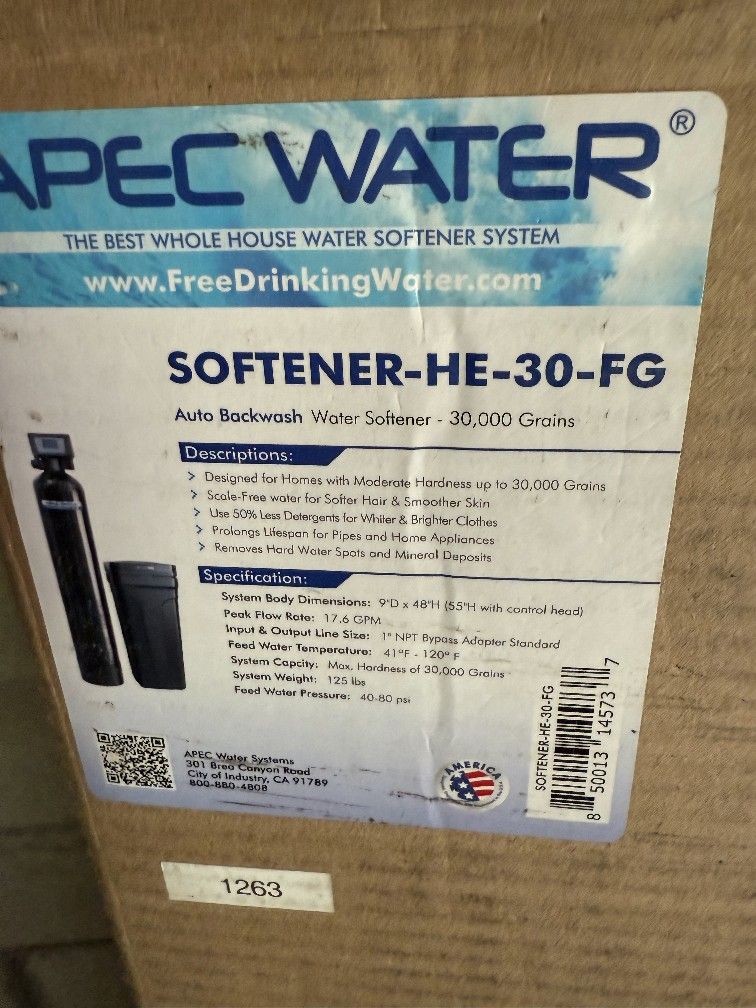 APEC WATER®
THE BEST WHOLE HOUSE WATER SOFTENER SYSTEM
www.FreeDrinkingWater.com
SOFTENER-HE-30-FG
Auto Backwash Water Softener - 30,000 Grains
Descriptions:
> Designed for Homes with Moderate Hardness up to 30,000 Grains
> Scale-Free water for Softer Hair & Smoother Skin
> Use 50% Less Detergents for Whiter & Brighter Clothes
> Prolongs Lifespan for Pipes and Home Appliances
> Removes Hard Water Spots and Mineral Deposits
Specification:
System Body Dimensions: 9"D x 48"H (55"H with control head)
Peak Flow Rate: 17.6 GPM
Input & Output Line Size: 1" NPT Bypass Adapter Standard
Feed Water Temperature: 41°F - 120° F
System Capcity: Max. Hardness of 30,000 Grains
System Weight: 125 lbs
Feed Water Pressure: 40-80 psi
APEC Water Systems
301 Brea Canyon Road
City of Industry, CA 91789
800-880-4808
AMERICA
SOFTENER-HE-30-FG
8 50013 14573 7
1263